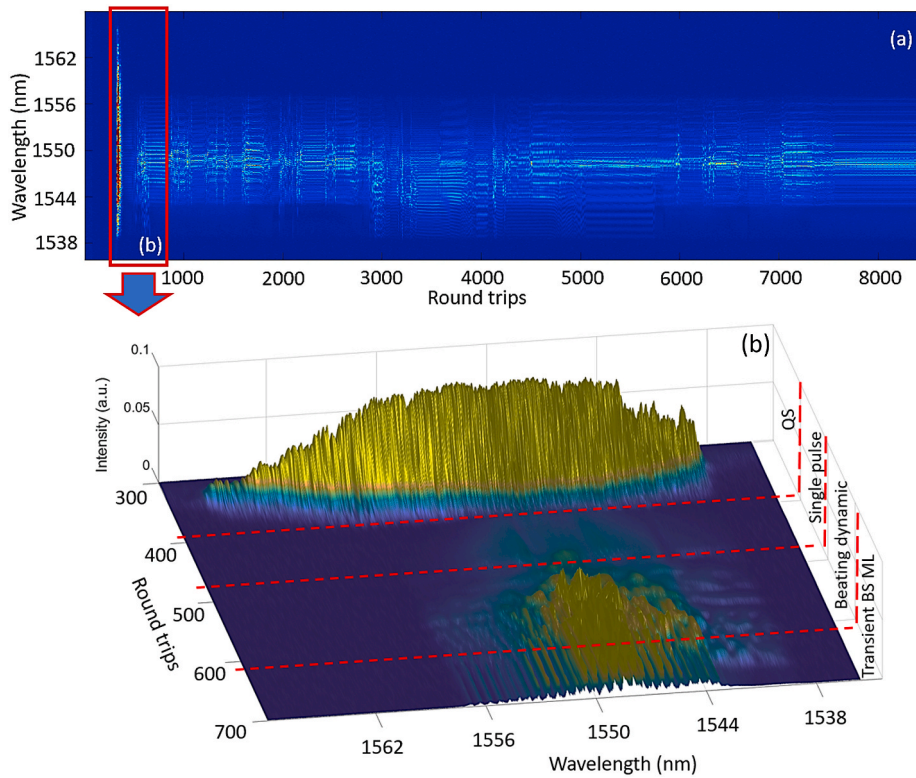 (a)
Wavelength (nm)
1562
1556
1550
1544
1538
(b)
1000
2000
3000
4000
5000
6000
7000
8000
Round trips
(b)
Intensity (a.u.)
0.1
0.05
0
300
400
500
600
700
Round trips
QS
Single pulse
Beating dynamic
Transient BS ML
1562
1556
1550
1544
1538
Wavelength (nm)